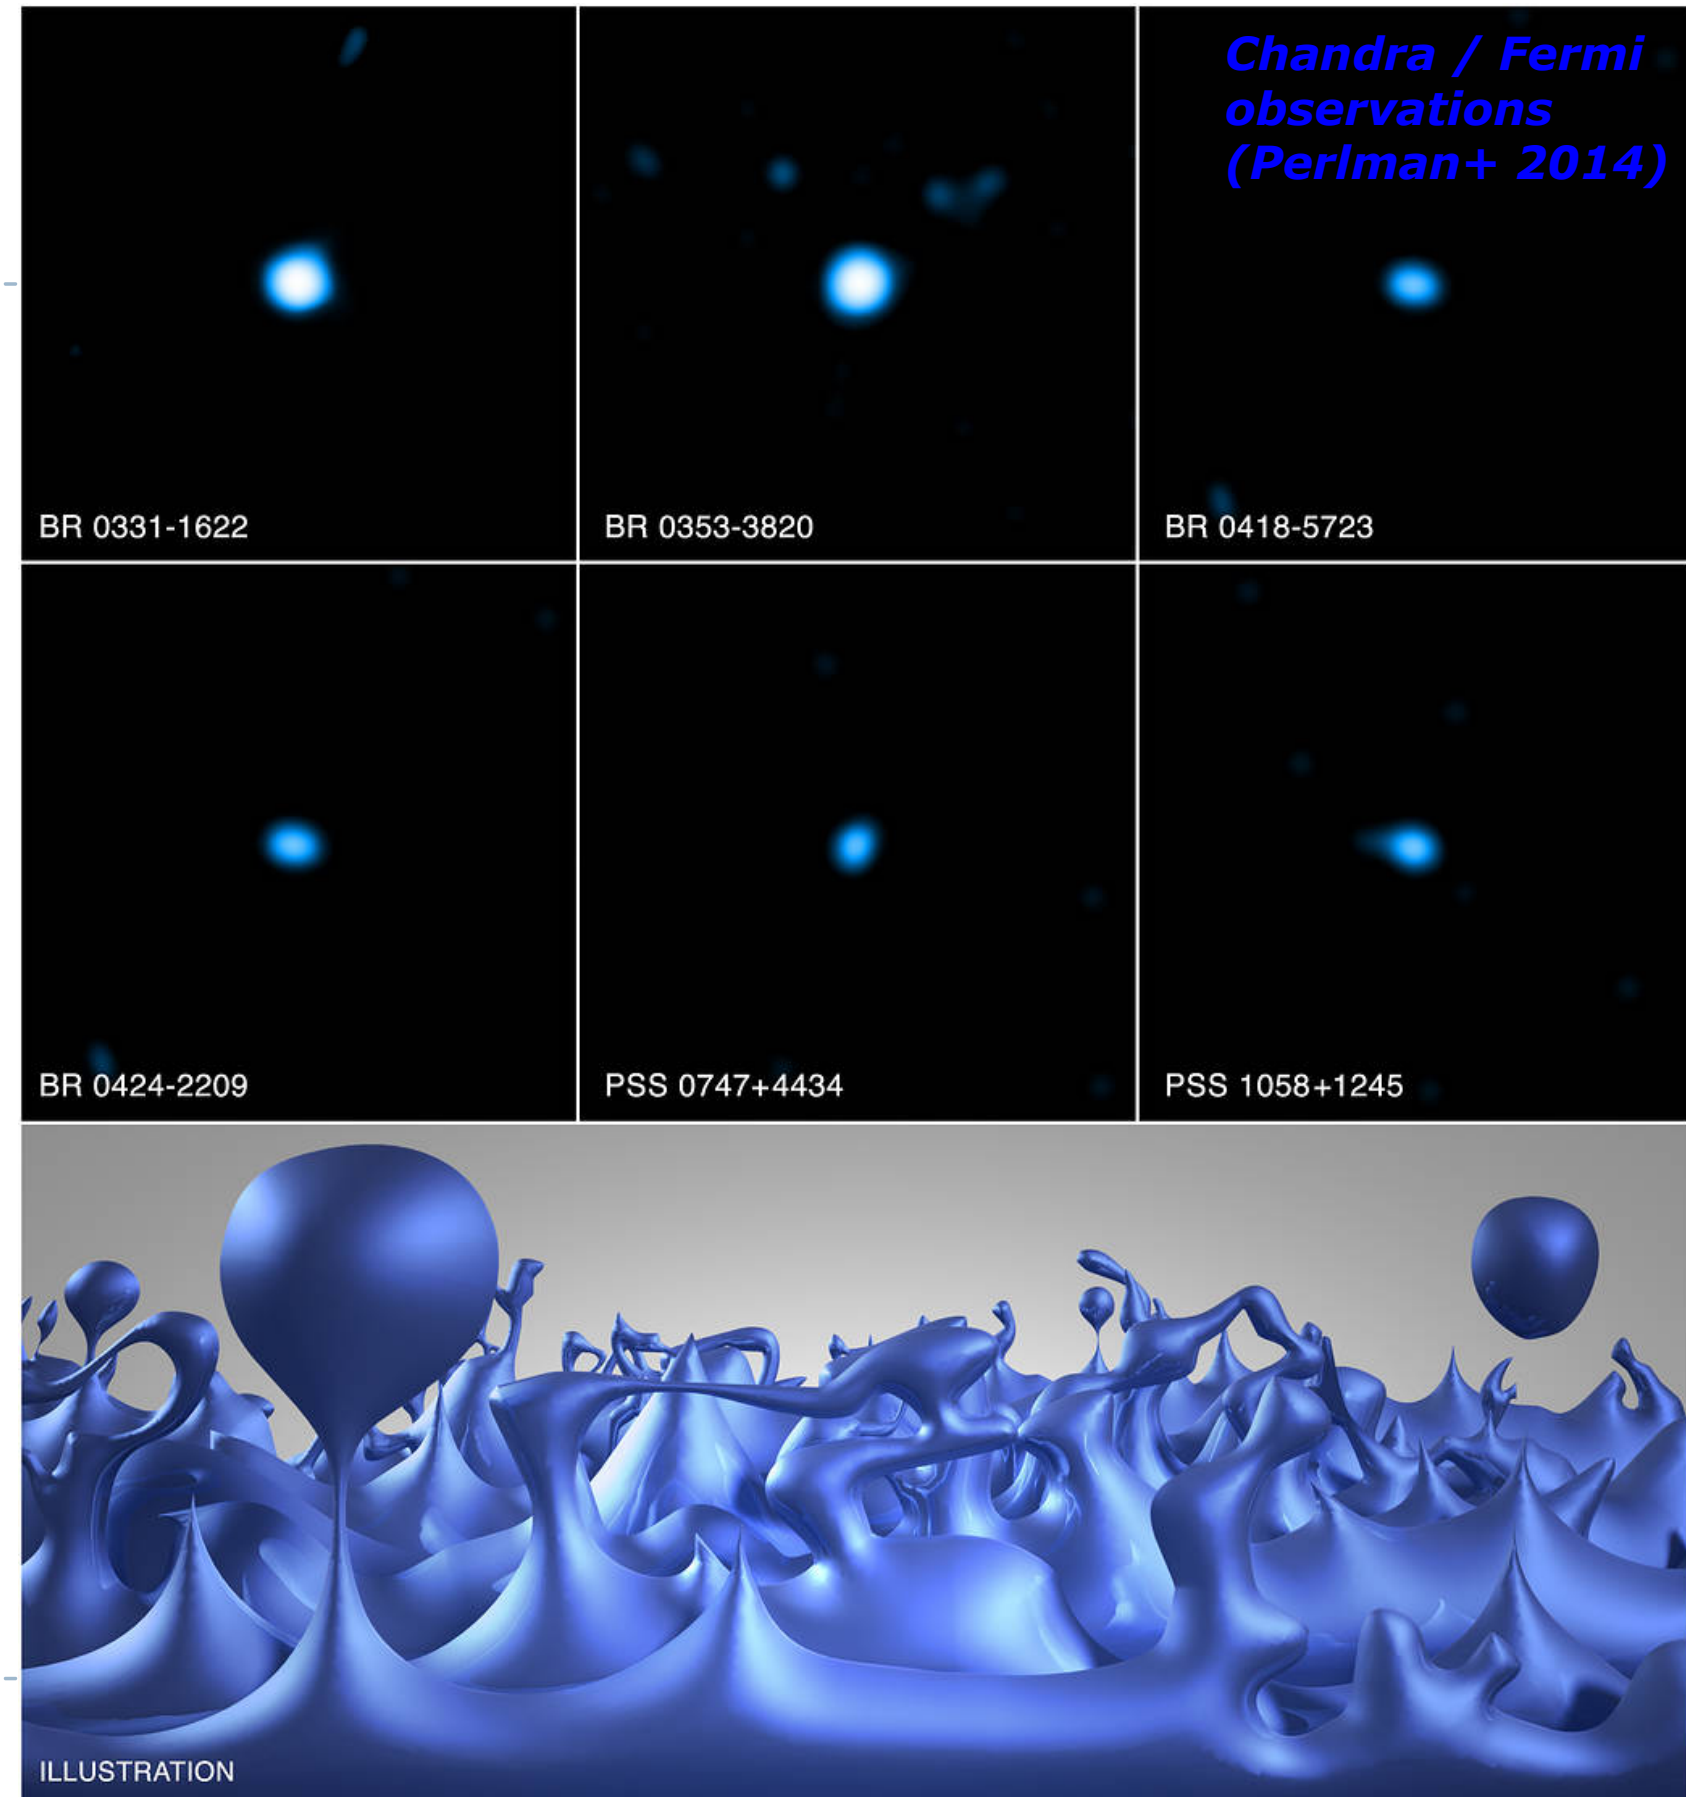 Chandra / Fermi
observations
(Perlman+ 2014)
BR 0331-1622
BR 0353-3820
BR 0418-5723
BR 0424-2209
PSS 0747+4434
PSS 1058+1245
ILLUSTRATION